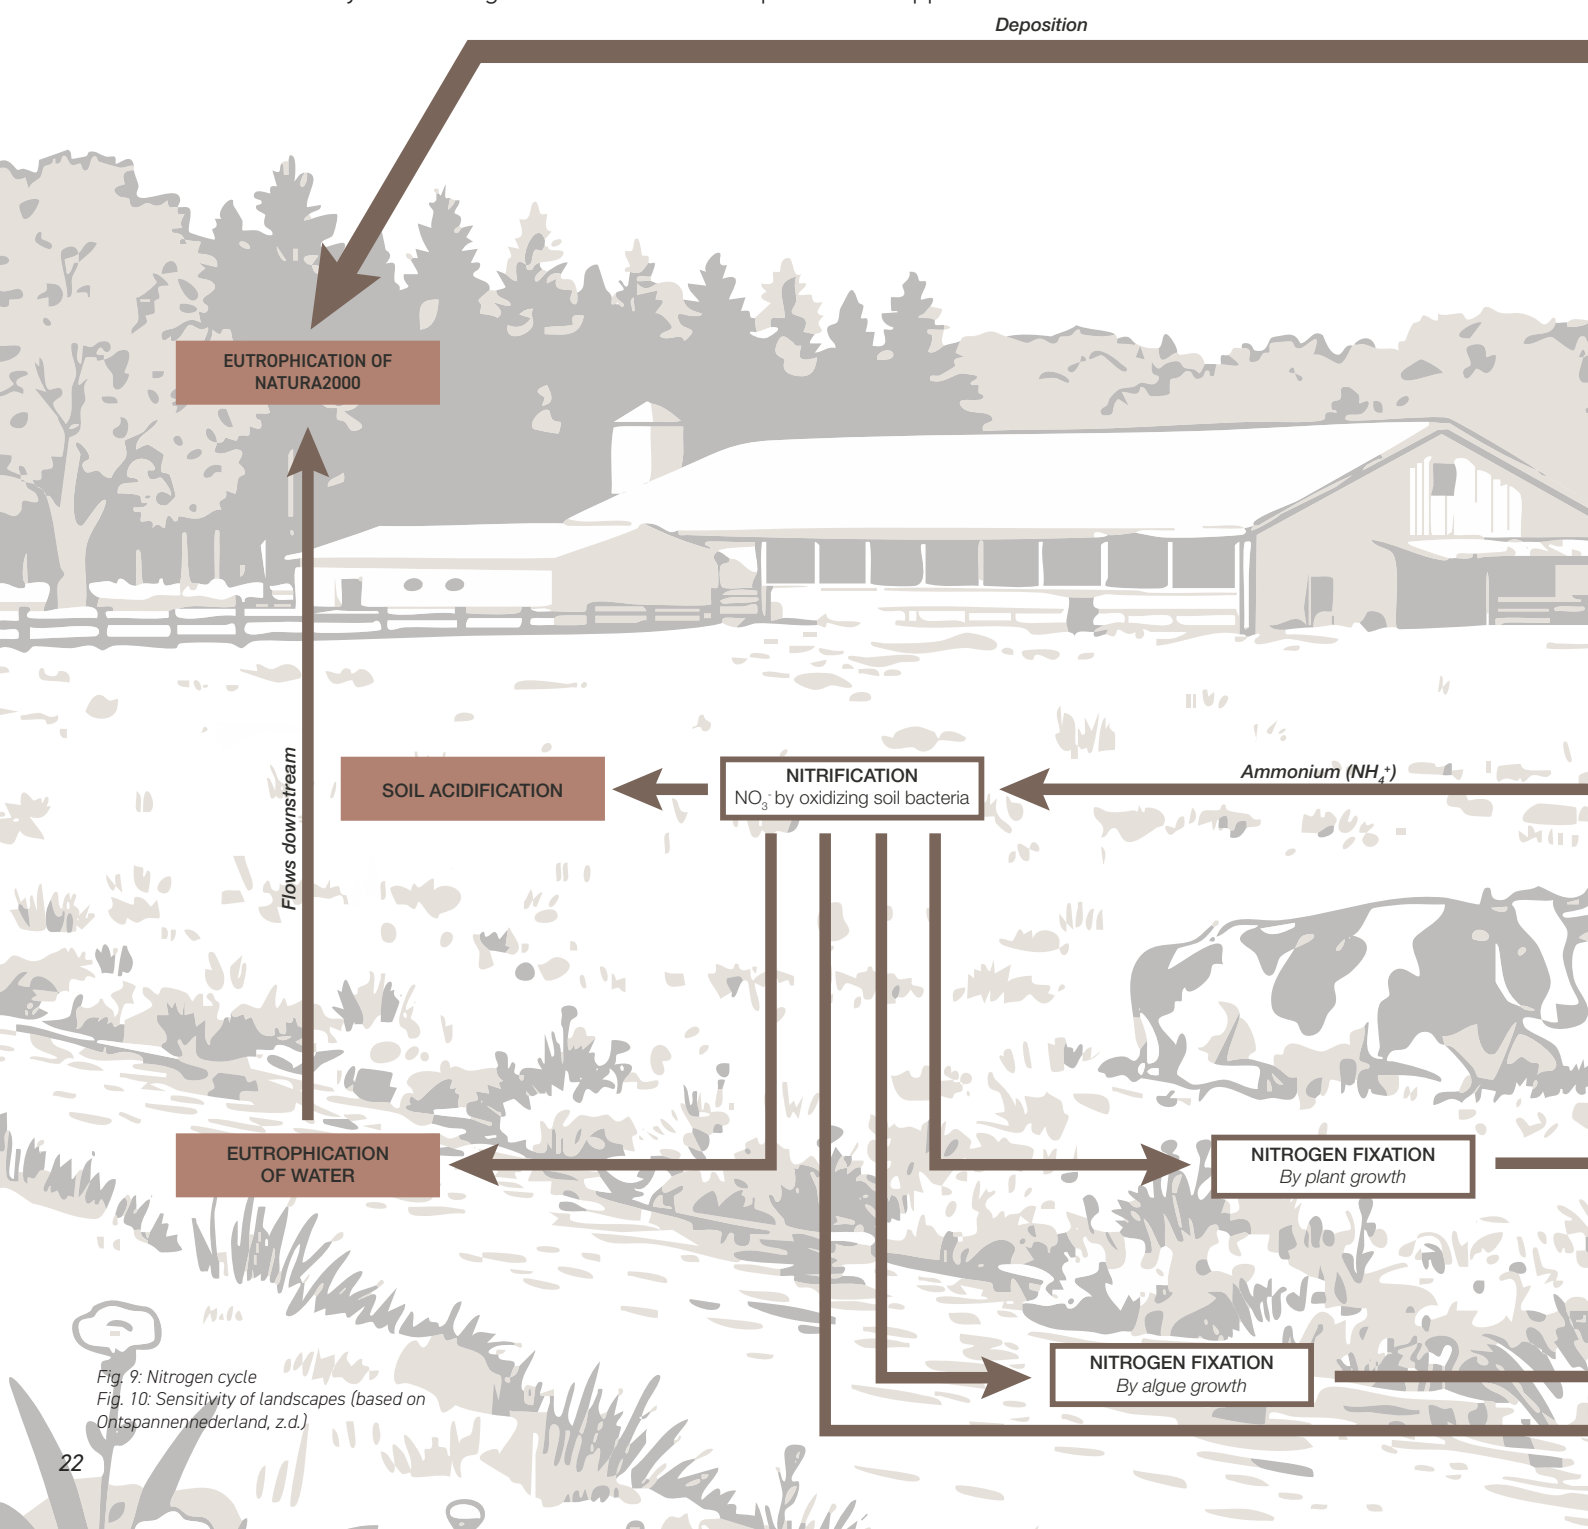 Deposition
EUTROPHICATION OF
NATURA2000
Flows downstream
SOIL ACIDIFICATION
NITRIFICATION
NO₃⁻ by oxidizing soil bacteria
Ammonium (NH₄⁺)
EUTROPHICATION
OF WATER
NITROGEN FIXATION
By plant growth
NITROGEN FIXATION
By algue growth
Fig. 9: Nitrogen cycle
Fig. 10: Sensitivity of landscapes (based on
Ontspannennederland, z.d.)
22